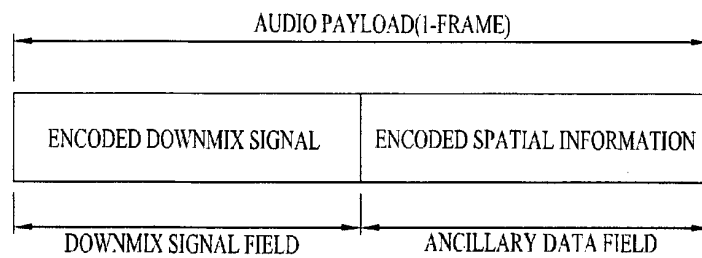 AUDIO PAYLOAD(1-FRAME)
ENCODED DOWNMIX SIGNAL
ENCODED SPATIAL INFORMATION
DOWNMIX SIGNAL FIELD
ANCILLARY DATA FIELD